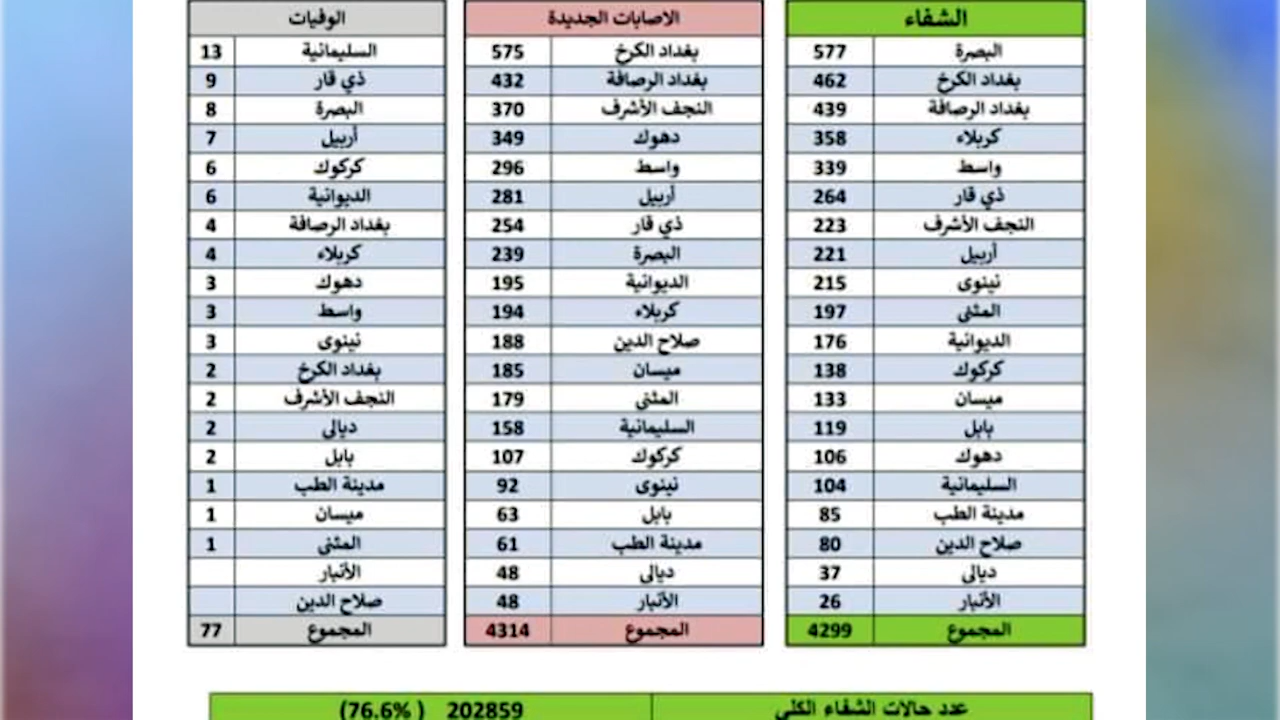 الشفاء
البصرة 577
بغداد الكرخ 462
بغداد الرصافة 439
كربلاء 358
واسط 339
ذي قار 264
النجف الأشرف 223
أربيل 221
نينوى 215
المثنى 197
الديوانية 176
كركوك 138
ميسان 133
بابل 119
دهوك 106
السليمانية 104
مدينة الطب 85
صلاح الدين 80
ديالى 37
الأنبار 26
المجموع 4299
الاصابات الجديدة
بغداد الكرخ 575
بغداد الرصافة 432
النجف الأشرف 370
دهوك 349
واسط 296
أربيل 281
ذي قار 254
البصرة 239
الديوانية 195
كربلاء 194
صلاح الدين 188
ميسان 185
المثنى 179
السليمانية 158
كركوك 107
نينوى 92
بابل 63
مدينة الطب 61
ديالى 48
الأنبار 48
المجموع 4314
الوفيات
السليمانية 13
ذي قار 9
البصرة 8
أربيل 7
كركوك 6
الديوانية 6
بغداد الرصافة 4
كربلاء 4
دهوك 3
واسط 3
نينوى 3
بغداد الكرخ 2
النجف الأشرف 2
ديالى 2
بابل 2
مدينة الطب 1
ميسان 1
المثنى 1
الأنبار
صلاح الدين
المجموع 77
عدد حالات الشفاء الكلي 202859 (76.6%)